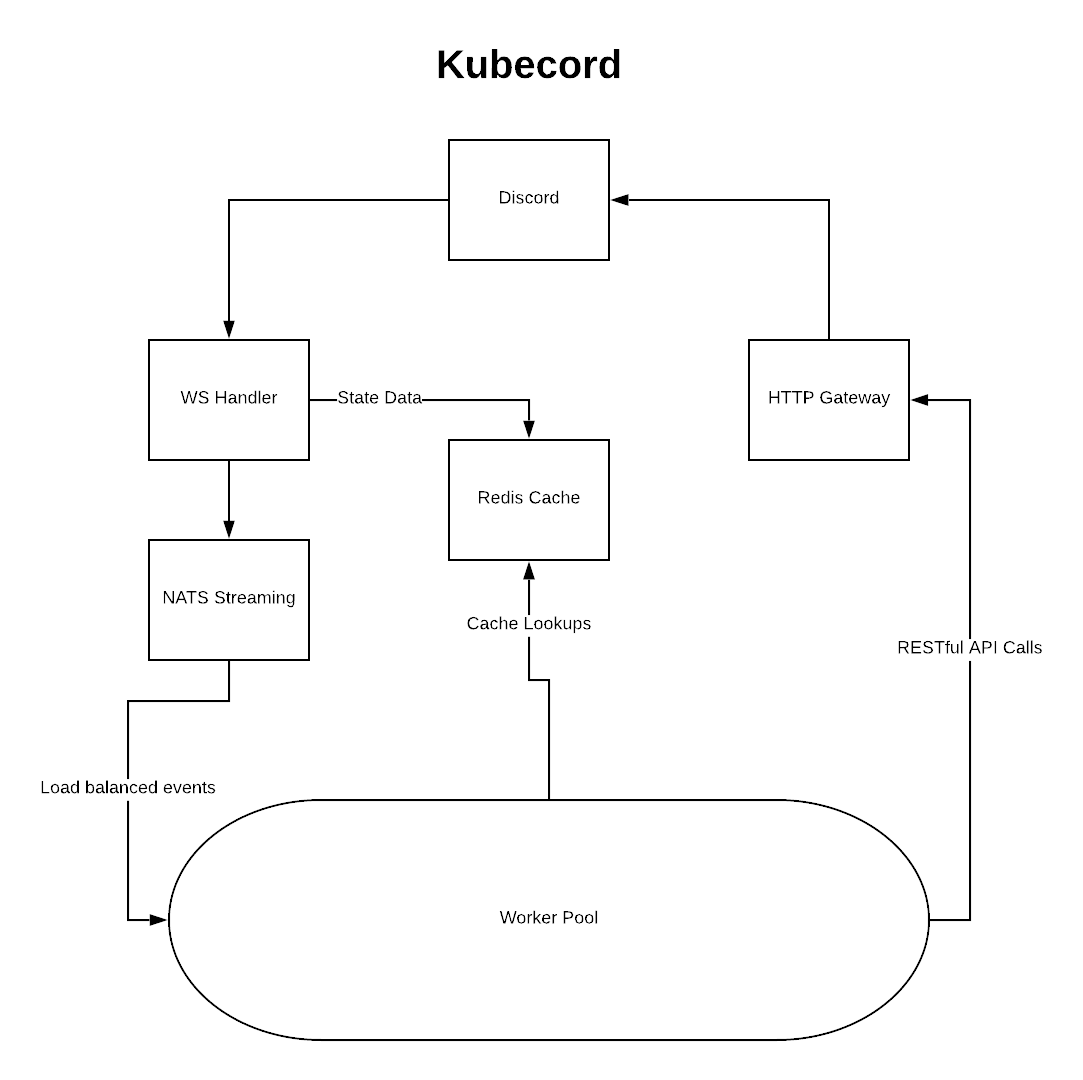 Kubecord
Discord
WS Handler
State Data
HTTP Gateway
Redis Cache
NATS Streaming
Cache Lookups
RESTful API Calls
Load balanced events
Worker Pool